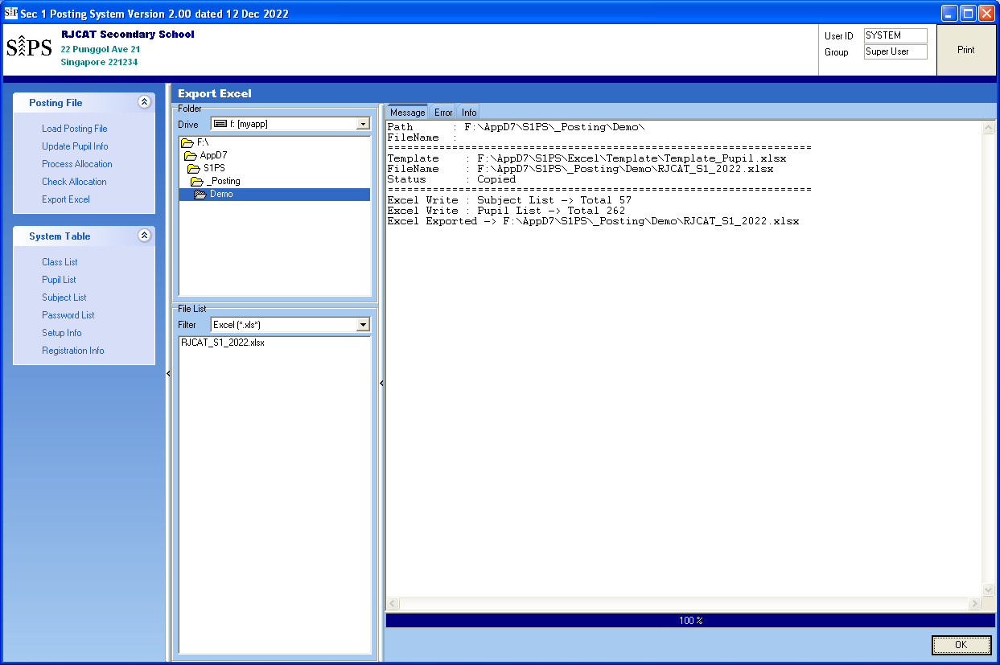 S1PS Sec 1 Posting System Version 2.00 dated 12 Dec 2022
S1PS
RJCAT Secondary School
22 Punggol Ave 21
Singapore 221234
User ID SYSTEM
Group Super User
Print
Posting File
Load Posting File
Update Pupil Info
Process Allocation
Check Allocation
Export Excel
System Table
Class List
Pupil List
Subject List
Password List
Setup Info
Registration Info
Export Excel
Folder
Drive f: [myapp]
F:\
AppD7
S1PS
_Posting
Demo
File List
Filter Excel (*.xls*)
RJCAT_S1_2022.xlsx
Message Error Info
Path : F:\AppD7\S1PS\_Posting\Demo\
FileName :
==================================================================
Template : F:\AppD7\S1PS\Excel\Template\Template_Pupil.xlsx
FileName : F:\AppD7\S1PS\_Posting\Demo\RJCAT_S1_2022.xlsx
Status : Copied
==================================================================
Excel Write : Subject List -> Total 57
Excel Write : Pupil List -> Total 262
Excel Exported -> F:\AppD7\S1PS\_Posting\Demo\RJCAT_S1_2022.xlsx
100 %
OK